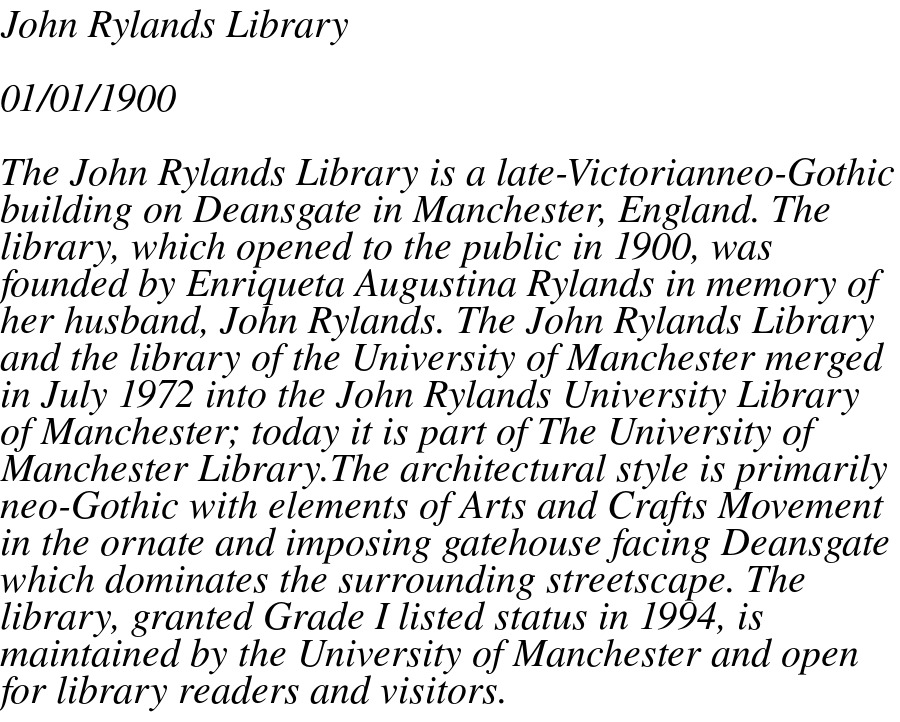 John Rylands Library
01/01/1900
The John Rylands Library is a late-Victorianneo-Gothic
building on Deansgate in Manchester, England. The
library, which opened to the public in 1900, was
founded by Enriqueta Augustina Rylands in memory of
her husband, John Rylands. The John Rylands Library
and the library of the University of Manchester merged
in July 1972 into the John Rylands University Library
of Manchester; today it is part of The University of
Manchester Library.The architectural style is primarily
neo-Gothic with elements of Arts and Crafts Movement
in the ornate and imposing gatehouse facing Deansgate
which dominates the surrounding streetscape. The
library, granted Grade I listed status in 1994, is
maintained by the University of Manchester and open
for library readers and visitors.